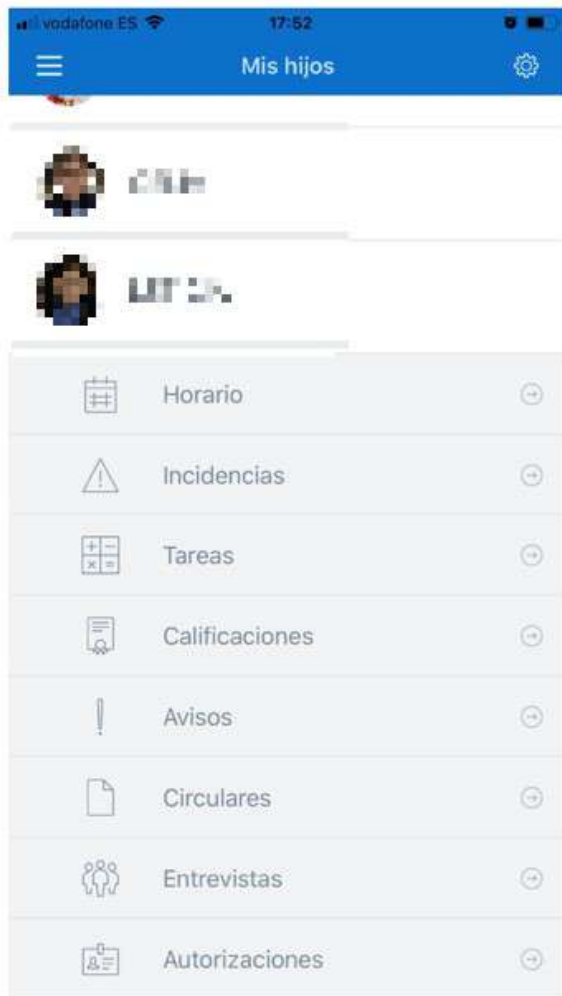 vodafone ES 17:52
Mis hijos
Horario
Incidencias
Tareas
Calificaciones
Avisos
Circulares
Entrevistas
Autorizaciones